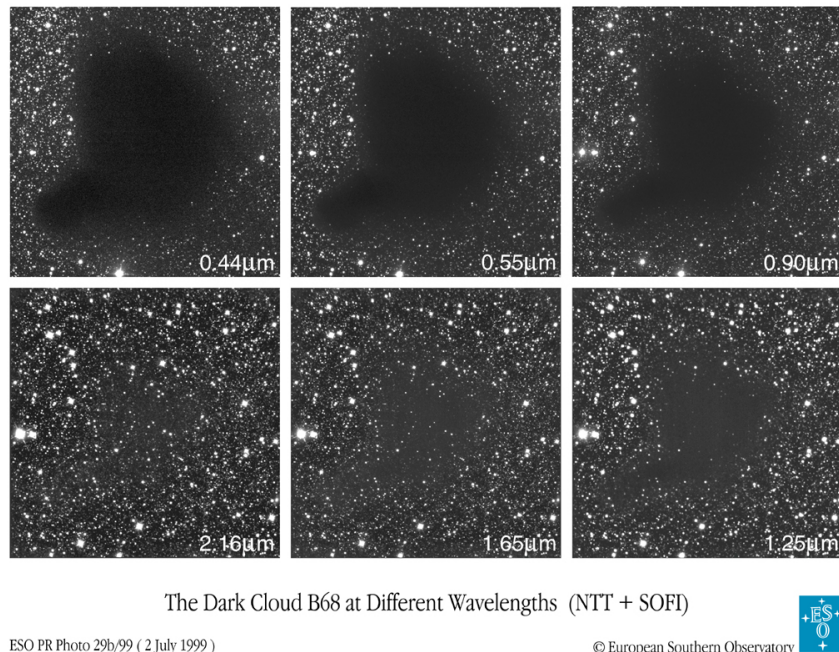 0.44µm
0.55µm
0.90µm
2.16µm
1.65µm
1.25µm
The Dark Cloud B68 at Different Wavelengths (NTT + SOFI)
ESO PR Photo 29b/99 ( 2 July 1999 )
© European Southern Observatory
ESO